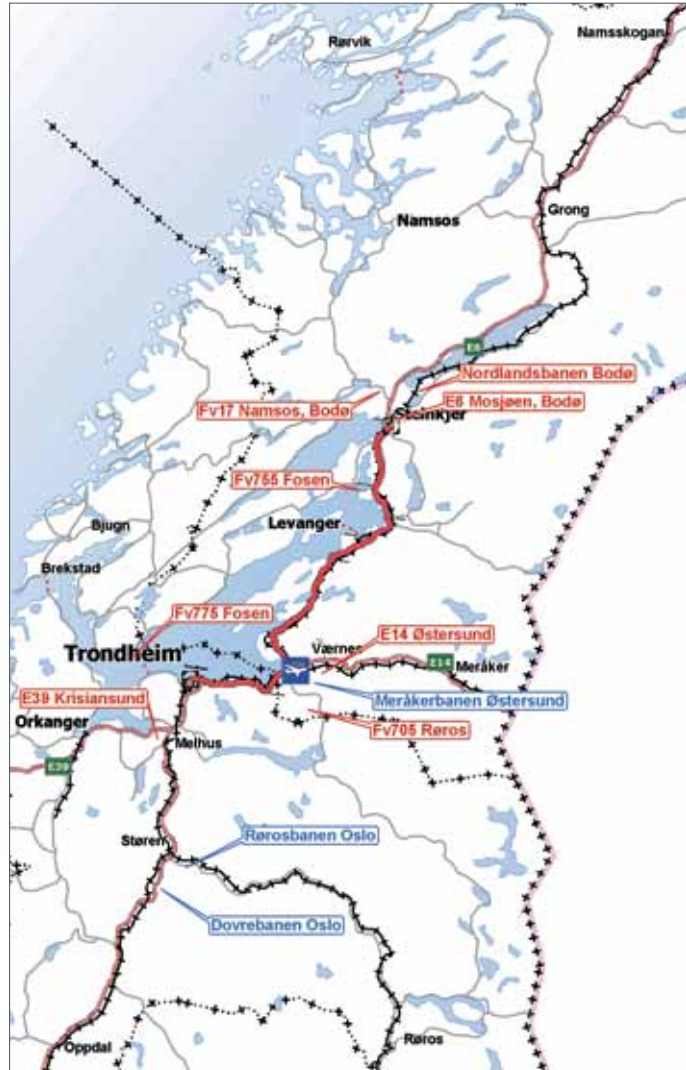 Rørvik
Namsskogan
Namsos
Grong
E6
Nordlandsbanen Bodø
Fv17 Namsos, Bodø
E6 Mosjøen, Bodø
Steinkjer
Fv755 Fosen
Levanger
Bjugn
Brekstad
Fv775 Fosen
Værnes
E14 Østersund
Trondheim
E14
Meråker
E39 Krisiansund
Meråkerbanen Østersund
Orkanger
Fv705 Røros
Melhus
E39
Støren
Rørosbanen Oslo
Dovrebanen Oslo
Oppdal
Røros